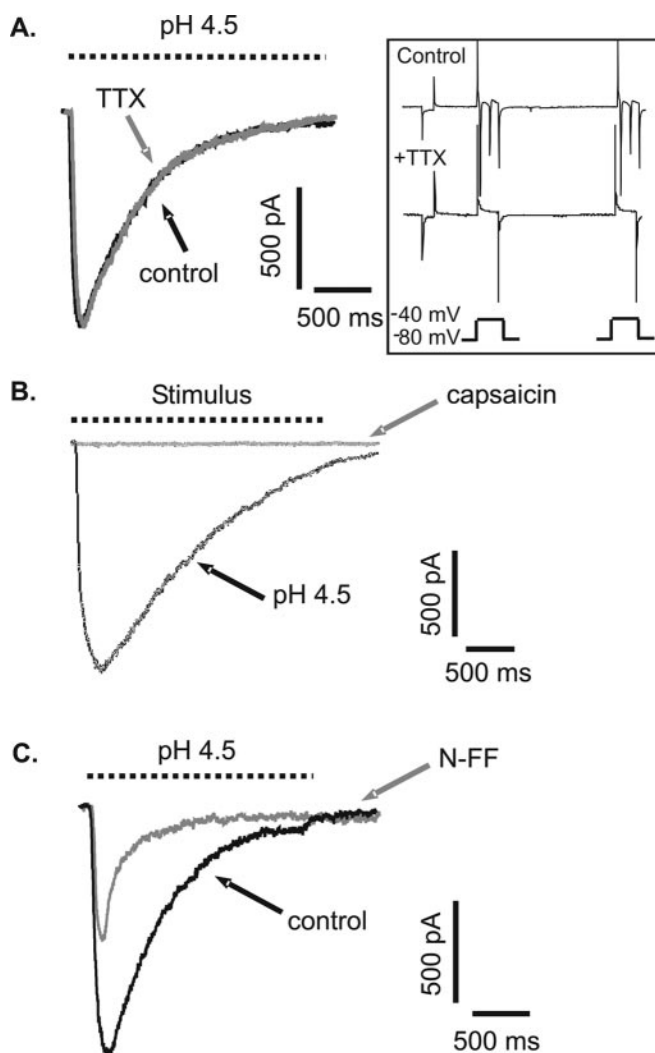 A.
pH 4.5
TTX
control
500 pA
500 ms
Control
+TTX
-40 mV
-80 mV
B.
Stimulus
capsaicin
pH 4.5
500 pA
500 ms
C.
pH 4.5
N-FF
control
500 pA
500 ms